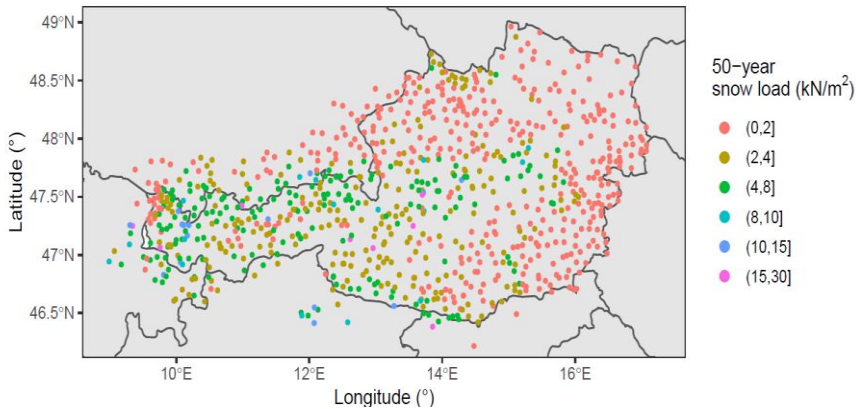 49°N
48.5°N
48°N
47.5°N
47°N
46.5°N
Latitude (°)
10°E 12°E 14°E 16°E
Longitude (°)
50−year
snow load (kN/m²)
(0,2]
(2,4]
(4,8]
(8,10]
(10,15]
(15,30]